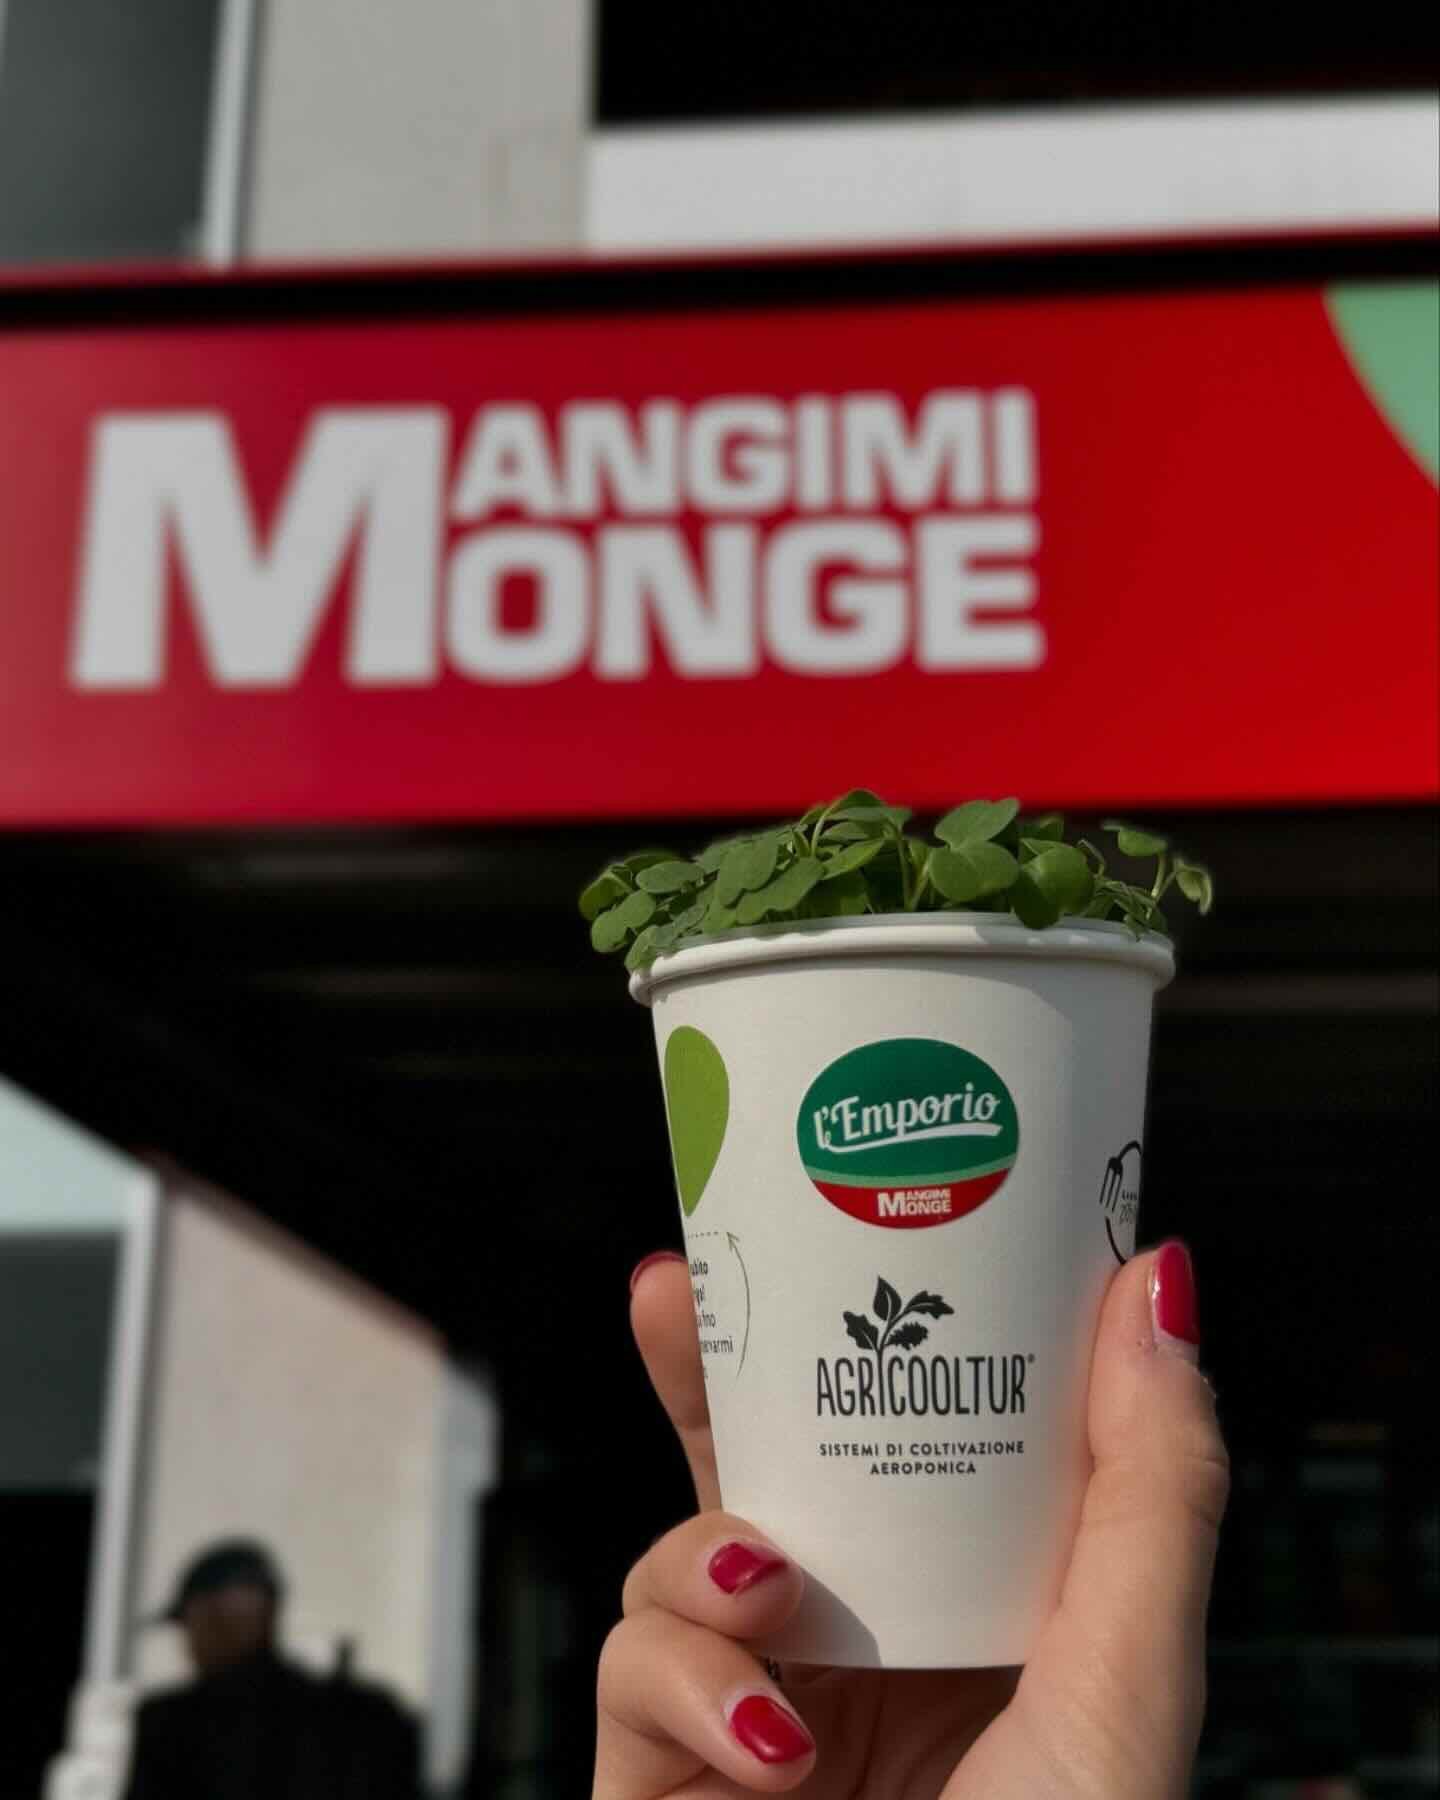 MANGIMI
MONGE
l'Emporio
MANGIMI
MONGE
AGRICOOLTUR®
SISTEMI DI COLTIVAZIONE
AEROPONICA